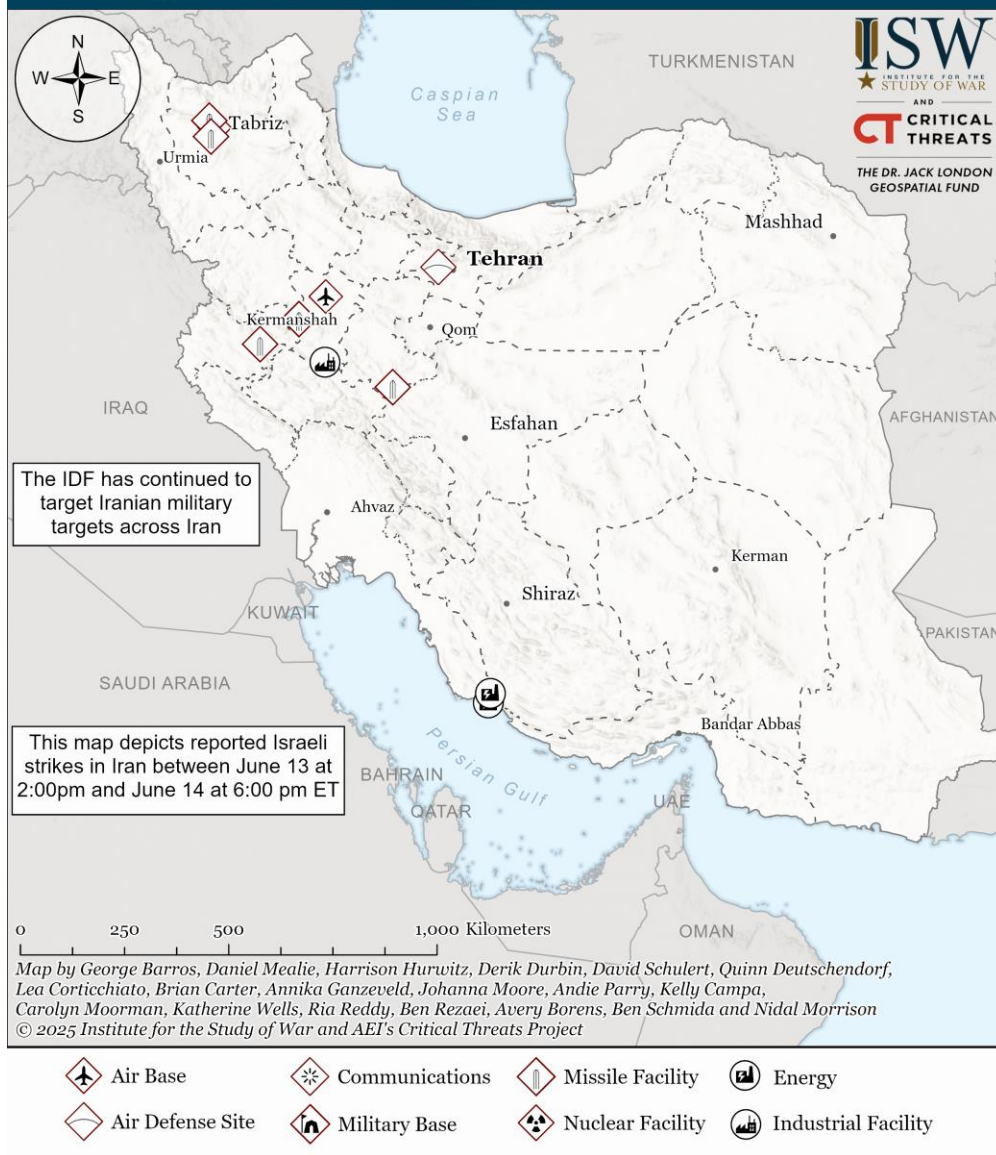 N
W
E
S
ISW
INSTITUTE FOR THE
STUDY OF WAR
AND
CT CRITICAL
THREATS
THE DR. JACK LONDON
GEOSPATIAL FUND
TURKMENISTAN
Caspian
Sea
Tabriz
Urmia
Mashhad
Tehran
Kermanshah
Qom
IRAQ
AFGHANISTAN
Esfahan
The IDF has continued to
target Iranian military
targets across Iran
Ahvaz
Kerman
Shiraz
KUWAIT
PAKISTAN
SAUDI ARABIA
Bandar Abbas
This map depicts reported Israeli
strikes in Iran between June 13 at
2:00pm and June 14 at 6:00 pm ET
Persian Gulf
BAHRAIN
QATAR
UAE
OMAN
0 250 500 1,000 Kilometers
Map by George Barros, Daniel Mealie, Harrison Hurwitz, Derik Durbin, David Schulert, Quinn Deutschendorf,
Lea Corticchiato, Brian Carter, Annika Ganzeveld, Johanna Moore, Andie Parry, Kelly Campa,
Carolyn Moorman, Katherine Wells, Ria Reddy, Ben Rezaei, Avery Borens, Ben Schmida and Nidal Morrison
© 2025 Institute for the Study of War and AEI's Critical Threats Project
Air Base
Communications
Missile Facility
Energy
Air Defense Site
Military Base
Nuclear Facility
Industrial Facility